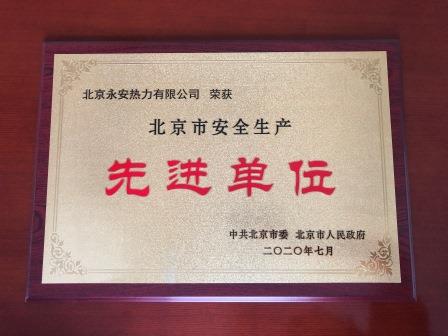 北京永安热力有限公司 荣获
北京市安全生产
先进单位
中共北京市委 北京市人民政府
二〇二〇年七月